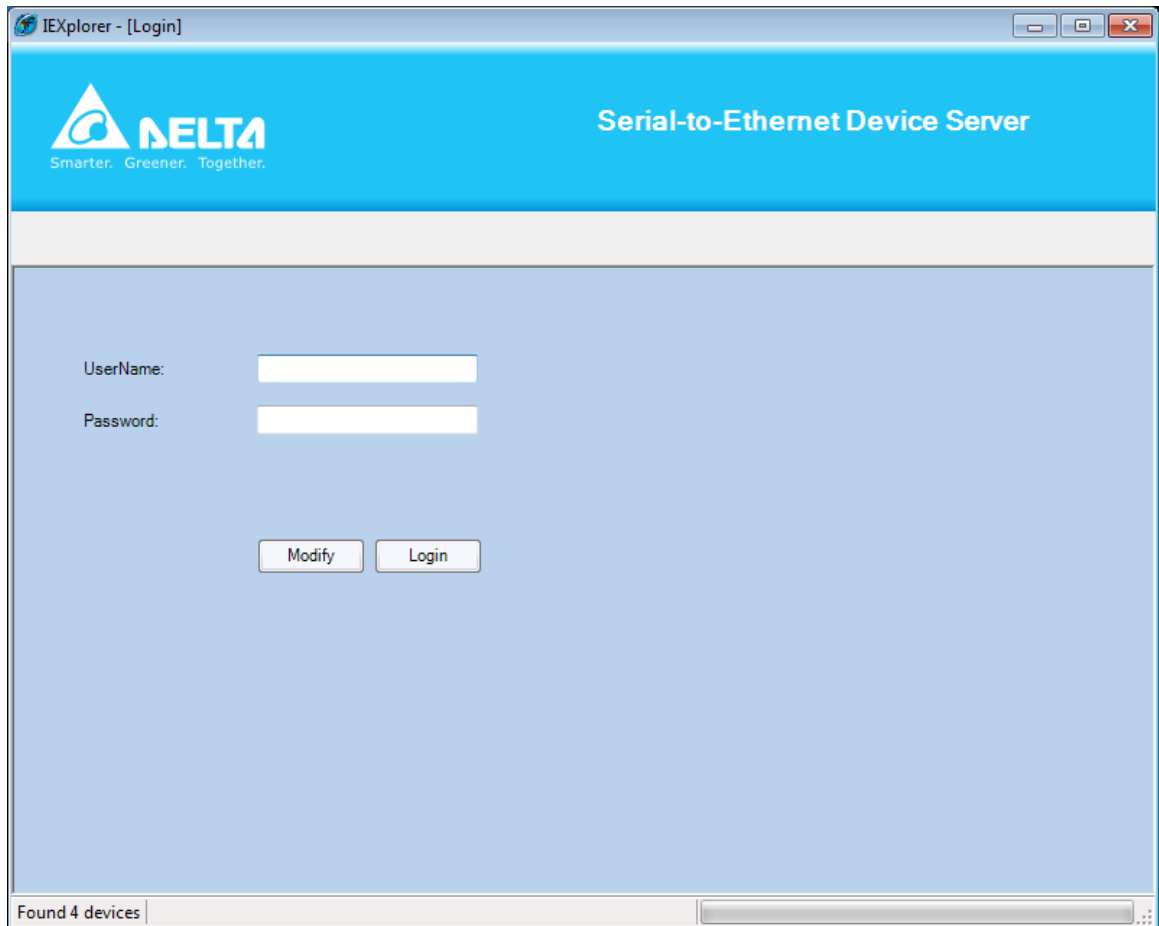 IEXplorer - [Login]
DELTA
Smarter. Greener. Together.
Serial-to-Ethernet Device Server
UserName:
Password:
Modify Login
Found 4 devices